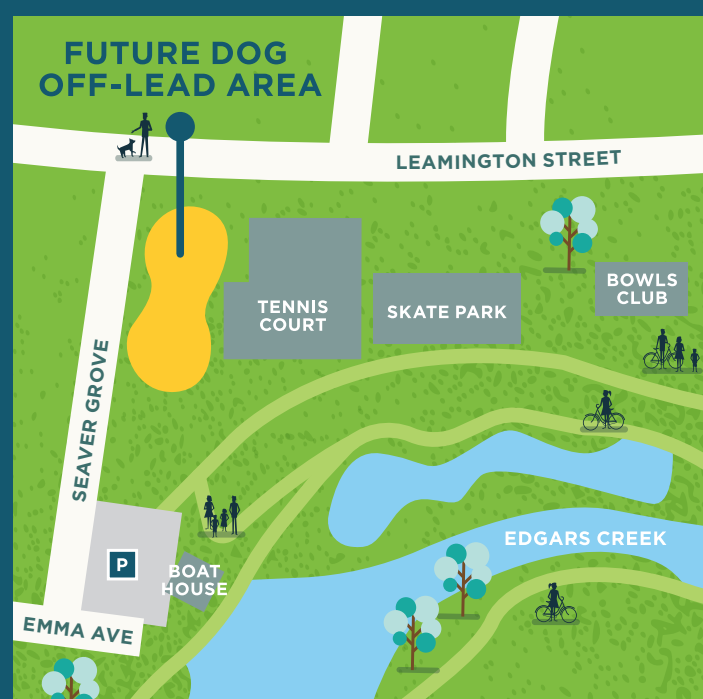 FUTURE DOG
OFF-LEAD AREA
LEAMINGTON STREET
BOWLS
CLUB
TENNIS
COURT
SKATE PARK
SEAVER GROVE
EDGARS CREEK
P
BOAT
HOUSE
EMMA AVE